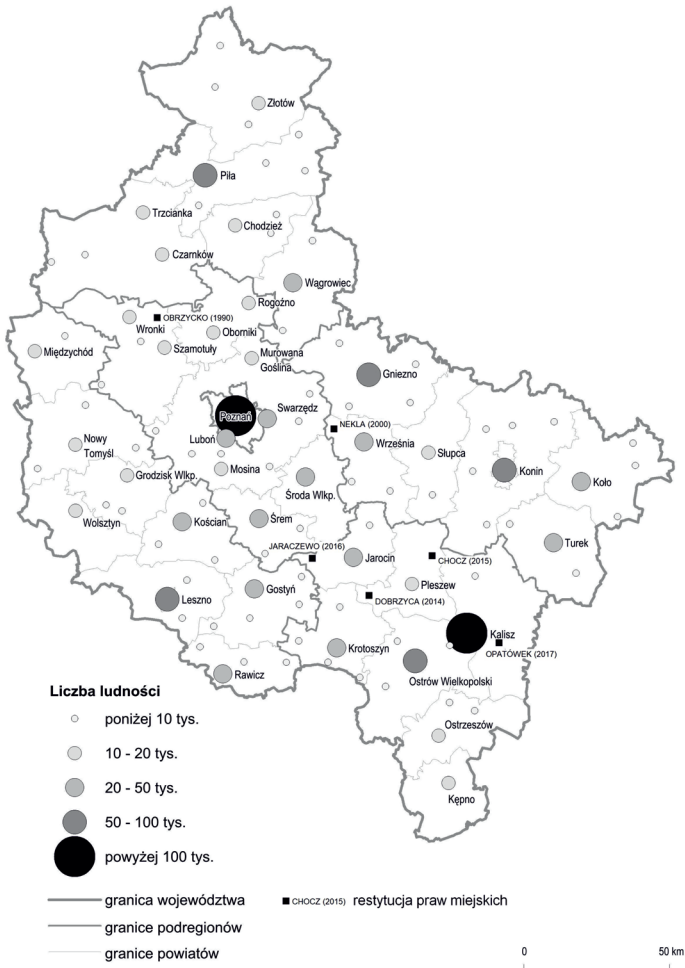 Złotów
Piła
Trzcianka
Chodzież
Czarnków
Wągrowiec
Rogoźno
OBRZYCKO (1990)
Wronki
Oborniki
Międzychód
Szamotuły
Murowana
Goślina
Gniezno
Swarzędz
Poznań
NEKLA (2000)
Luboń
Września
Nowy
Tomyśl
Słupca
Mosina
Konin
Grodzisk Wlkp.
Koło
Środa Wlkp.
Wolsztyn
Kościan
Śrem
Turek
JARACZEWO (2016)
Jarocin
CHOCZ (2015)
Pleszew
Gostyń
Leszno
DOBRZYCA (2014)
Kalisz
Krotoszyn
OPATÓWEK (2017)
Rawicz
Ostrów Wielkopolski
Ostrzeszów
Kępno
Liczba ludności
poniżej 10 tys.
10 - 20 tys.
20 - 50 tys.
50 - 100 tys.
powyżej 100 tys.
granica województwa
CHOCZ (2015) restytucja praw miejskich
granice podregionów
granice powiatów
0 50 km